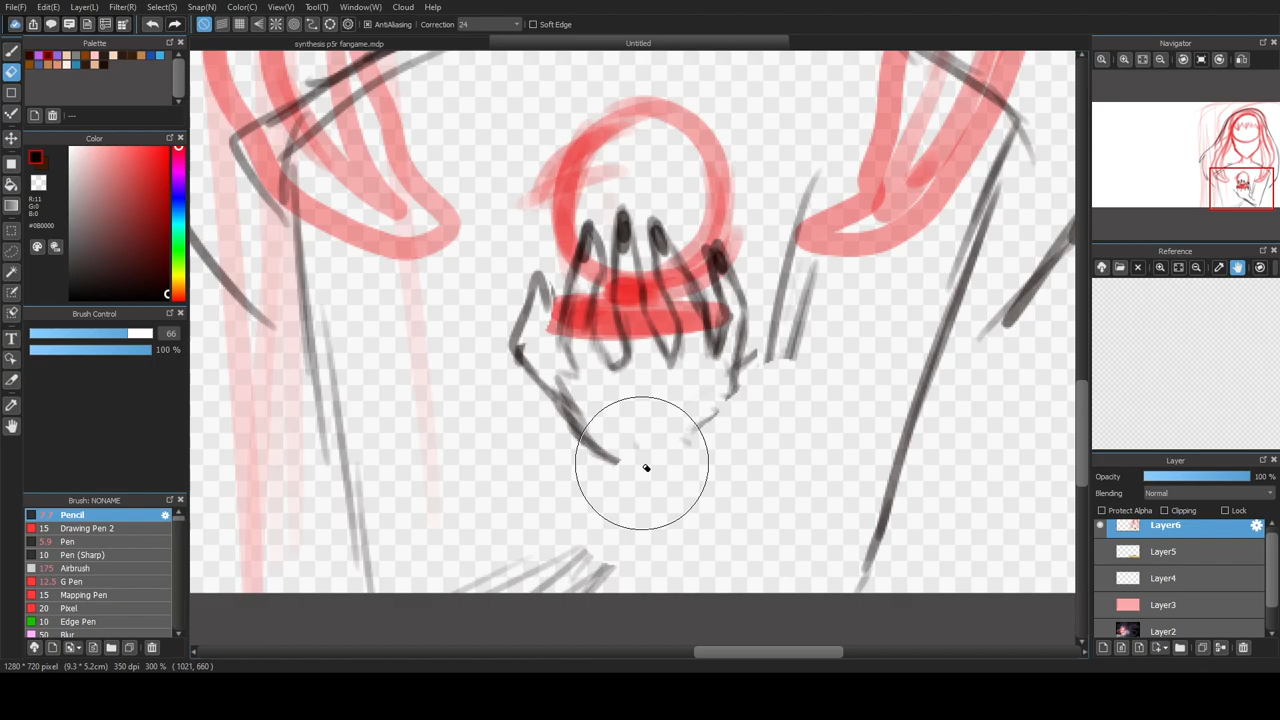 File(F) Edit(E) Layer(L) Filter(R) Select(S) Snap(N) Color(C) View(V) Tool(T) Window(W) Cloud Help
AntiAliasing Correction 24 Soft Edge
Palette
synthesis p5r fangame.mdp Untitled
Navigator
---
Color
R:11
G:0
B:0
#0B0000
Reference
Brush Control
66
100 %
Layer
Opacity 100 %
Blending Normal
Protect Alpha Clipping Lock
Layer6
Layer5
Layer4
Layer3
Layer2
Brush: NONAME
7.7 Pencil
15 Drawing Pen 2
5.9 Pen
10 Pen (Sharp)
175 Airbrush
12.5 G Pen
15 Mapping Pen
20 Pixel
10 Edge Pen
50 Blur
1280 * 720 pixel (9.3 * 5.2cm) 350 dpi 300 % ( 1021, 660 )